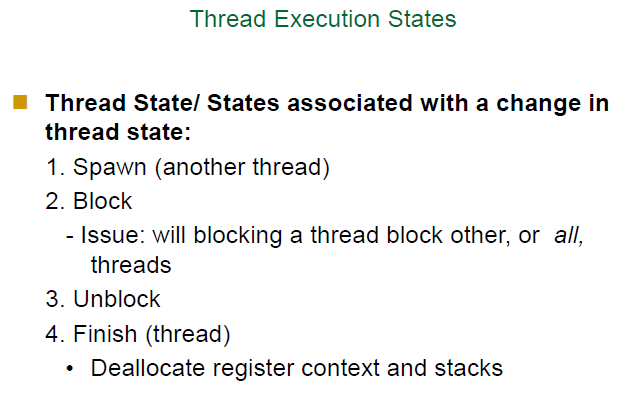 Thread Execution States
■ Thread State/ States associated with a change in
thread state:
1. Spawn (another thread)
2. Block
- Issue: will blocking a thread block other, or all,
threads
3. Unblock
4. Finish (thread)
• Deallocate register context and stacks